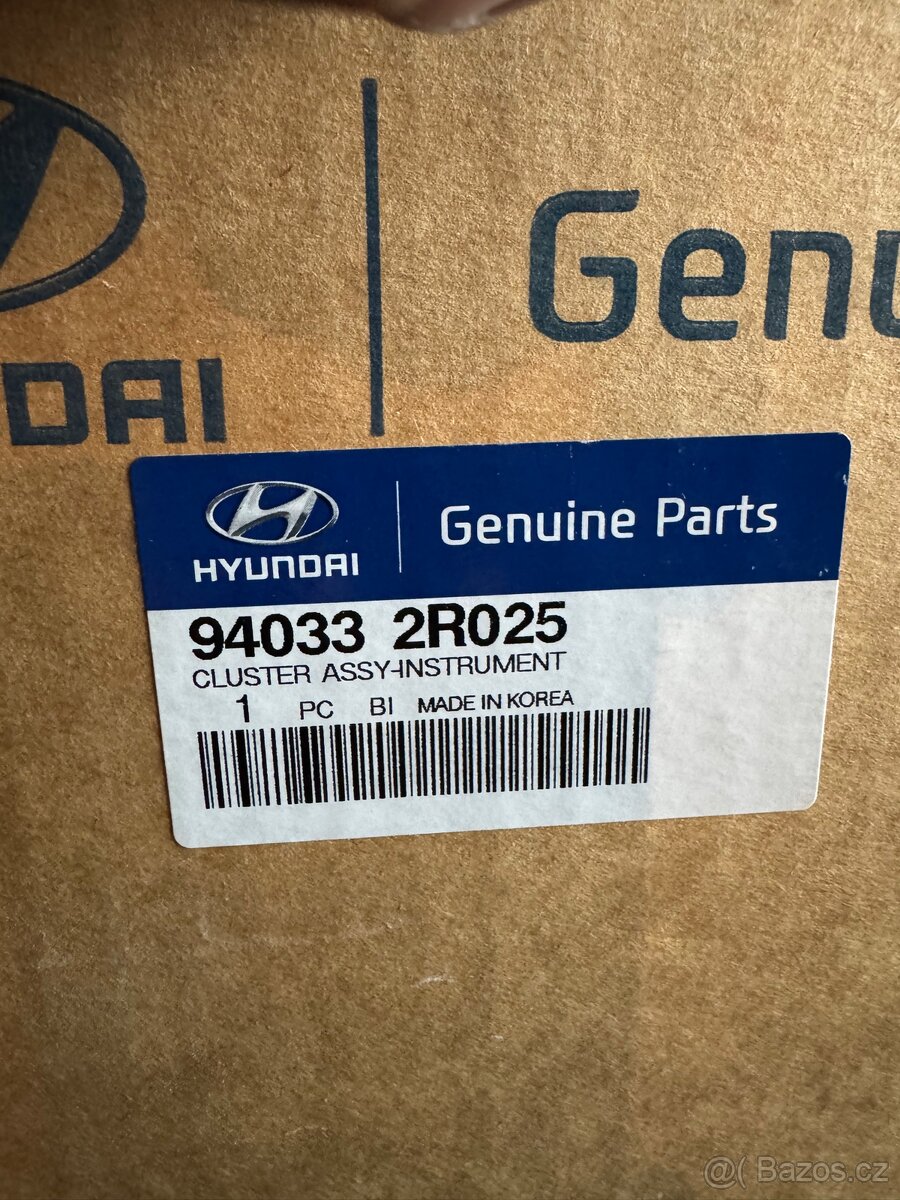 Genu
DAI
HYUNDAI
Genuine Parts
94033 2R025
CLUSTER ASSY-INSTRUMENT
1 PC BI MADE IN KOREA
@( Bazos.cz